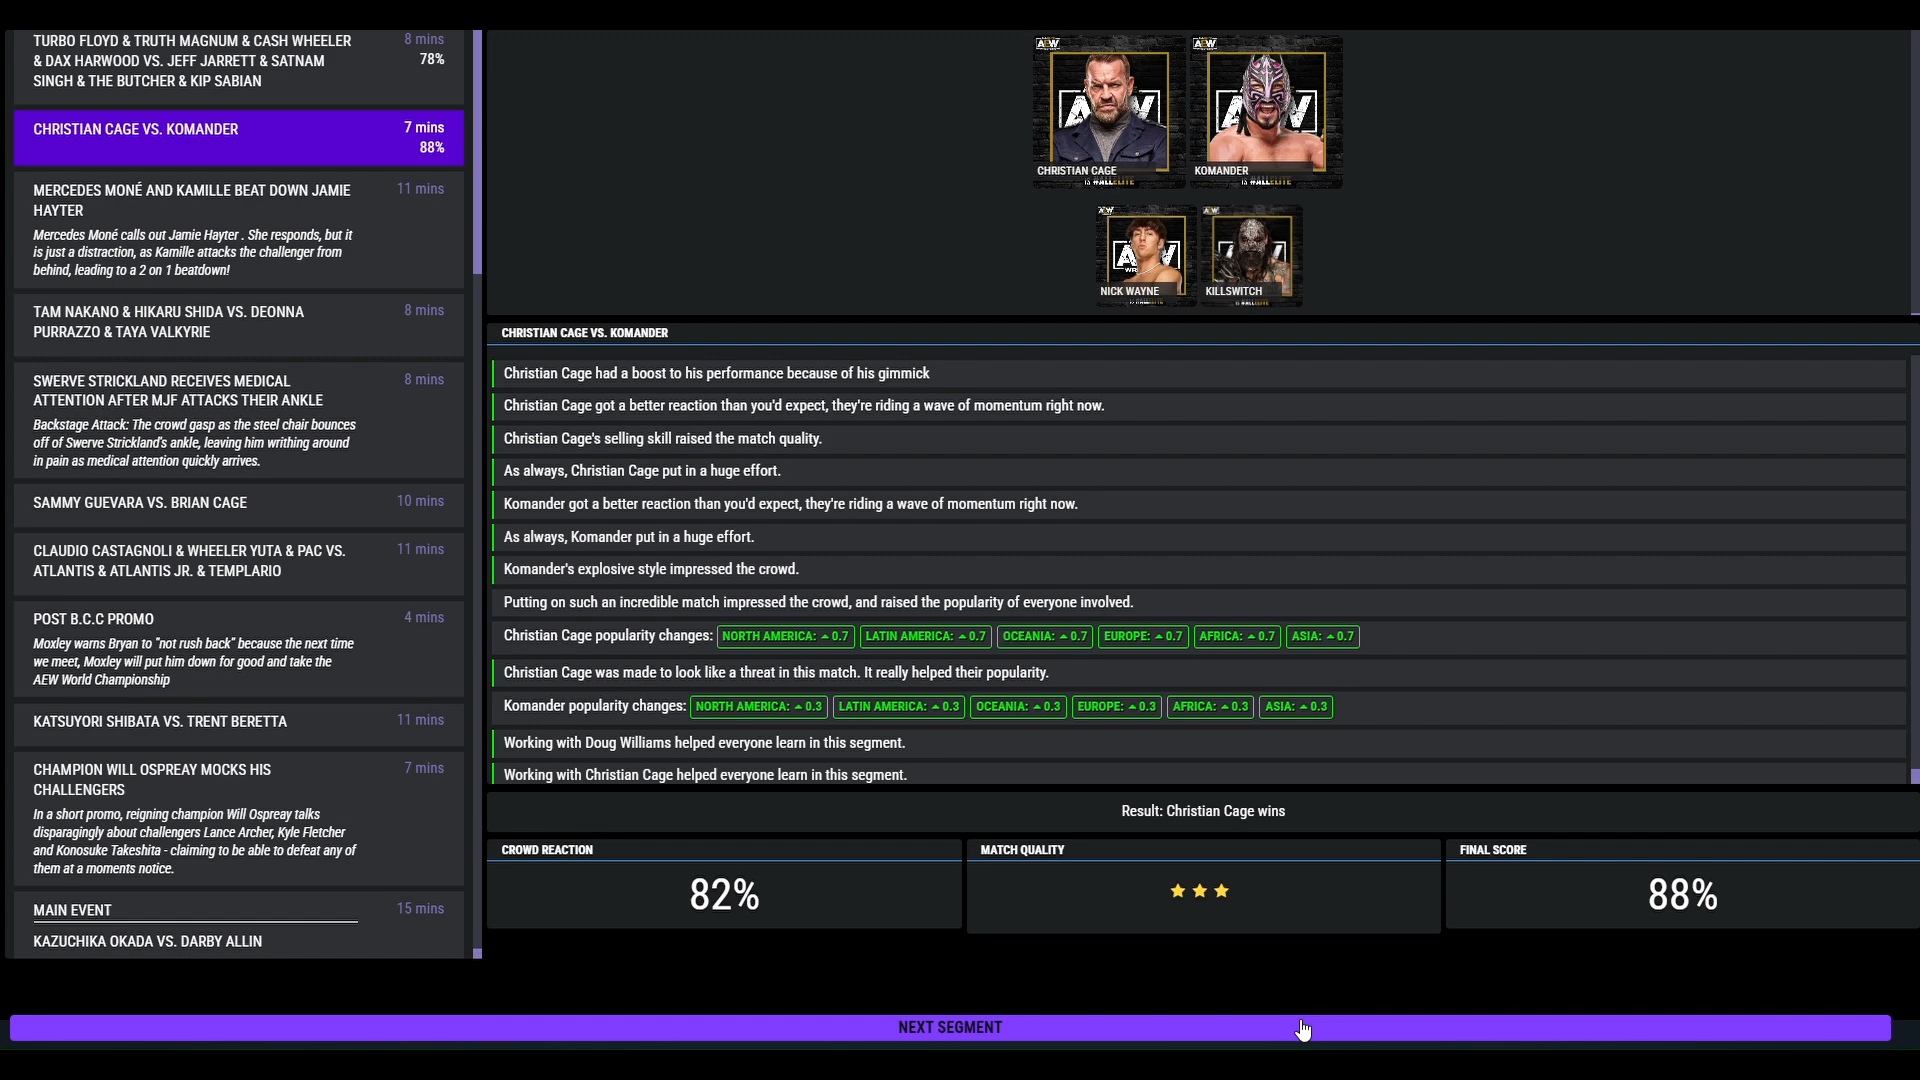 TURBO FLOYD & TRUTH MAGNUM & CASH WHEELER
& DAX HARWOOD VS. JEFF JARRETT & SATNAM
SINGH & THE BUTCHER & KIP SABIAN
8 mins
78%
CHRISTIAN CAGE VS. KOMANDER
7 mins
88%
MERCEDES MONÉ AND KAMILLE BEAT DOWN JAMIE
HAYTER
11 mins
Mercedes Moné calls out Jamie Hayter . She responds, but it
is just a distraction, as Kamille attacks the challenger from
behind, leading to a 2 on 1 beatdown!
TAM NAKANO & HIKARU SHIDA VS. DEONNA
PURRAZZO & TAYA VALKYRIE
8 mins
SWERVE STRICKLAND RECEIVES MEDICAL
ATTENTION AFTER MJF ATTACKS THEIR ANKLE
8 mins
Backstage Attack: The crowd gasp as the steel chair bounces
off of Swerve Strickland's ankle, leaving him writhing around
in pain as medical attention quickly arrives.
SAMMY GUEVARA VS. BRIAN CAGE
10 mins
CLAUDIO CASTAGNOLI & WHEELER YUTA & PAC VS.
ATLANTIS & ATLANTIS JR. & TEMPLARIO
11 mins
POST B.C.C PROMO
4 mins
Moxley warns Bryan to "not rush back" because the next time
we meet, Moxley will put him down for good and take the
AEW World Championship
KATSUYORI SHIBATA VS. TRENT BERETTA
11 mins
CHAMPION WILL OSPREAY MOCKS HIS
CHALLENGERS
7 mins
In a short promo, reigning champion Will Ospreay talks
disparagingly about challengers Lance Archer, Kyle Fletcher
and Konosuke Takeshita - claiming to be able to defeat any of
them at a moments notice.
MAIN EVENT
15 mins
KAZUCHIKA OKADA VS. DARBY ALLIN
AEW
CHRISTIAN CAGE
IS #ALLELITE
AEW
KOMANDER
IS #ALLELITE
AEW
NICK WAYNE
AEW
KILLSWITCH
CHRISTIAN CAGE VS. KOMANDER
Christian Cage had a boost to his performance because of his gimmick
Christian Cage got a better reaction than you'd expect, they're riding a wave of momentum right now.
Christian Cage's selling skill raised the match quality.
As always, Christian Cage put in a huge effort.
Komander got a better reaction than you'd expect, they're riding a wave of momentum right now.
As always, Komander put in a huge effort.
Komander's explosive style impressed the crowd.
Putting on such an incredible match impressed the crowd, and raised the popularity of everyone involved.
Christian Cage popularity changes: NORTH AMERICA: 0.7 LATIN AMERICA: 0.7 OCEANIA: 0.7 EUROPE: 0.7 AFRICA: 0.7 ASIA: 0.7
Christian Cage was made to look like a threat in this match. It really helped their popularity.
Komander popularity changes: NORTH AMERICA: 0.3 LATIN AMERICA: 0.3 OCEANIA: 0.3 EUROPE: 0.3 AFRICA: 0.3 ASIA: 0.3
Working with Doug Williams helped everyone learn in this segment.
Working with Christian Cage helped everyone learn in this segment.
Result: Christian Cage wins
CROWD REACTION
82%
MATCH QUALITY
FINAL SCORE
88%
NEXT SEGMENT